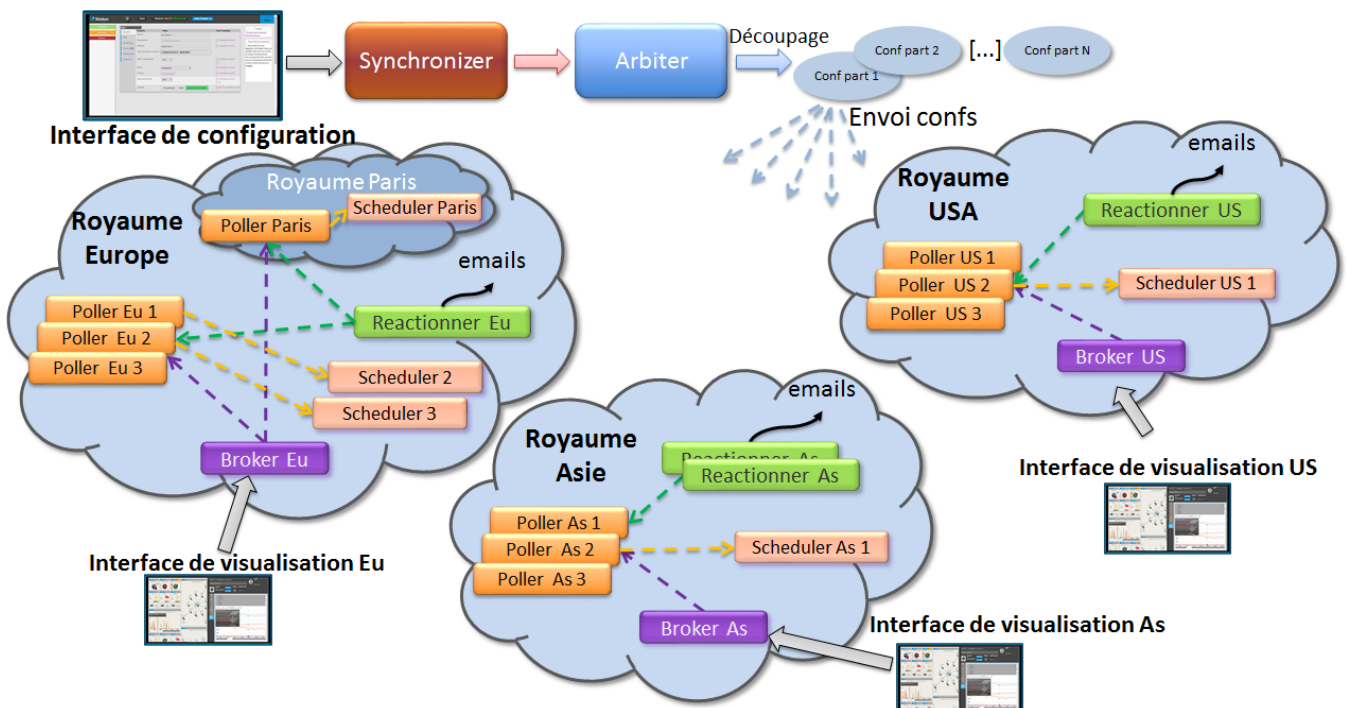 Synchronizer
Arbiter
Découpage
Conf part 1
Conf part 2
[...]
Conf part N
Interface de configuration
Envoi confs
Royaume Paris
Scheduler Paris
Poller Paris
Royaume
Europe
emails
Poller Eu 1
Poller Eu 2
Poller Eu 3
Reactionner Eu
Scheduler 2
Scheduler 3
Broker Eu
Interface de visualisation Eu
Royaume
USA
emails
Reactionner US
Poller US 1
Poller US 2
Poller US 3
Scheduler US 1
Broker US
Interface de visualisation US
Royaume
Asie
emails
Reactionner As
Reactionner As
Poller As 1
Poller As 2
Poller As 3
Scheduler As 1
Broker As
Interface de visualisation As